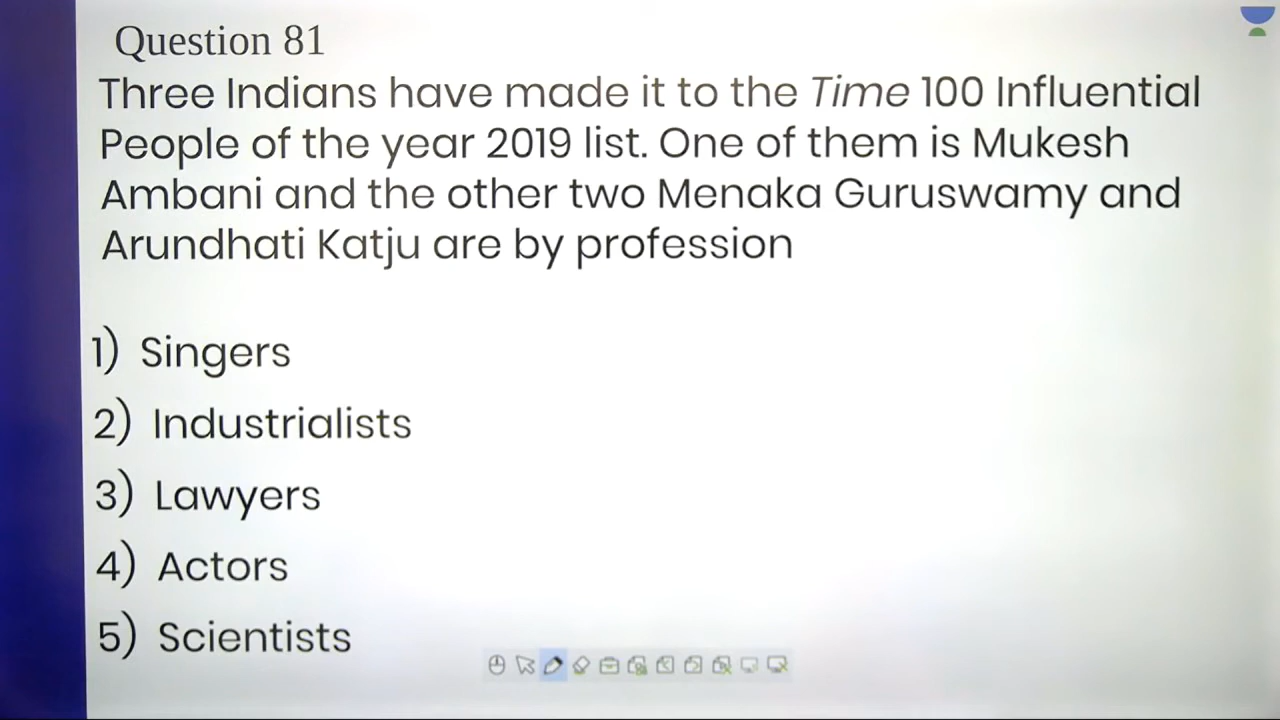 Question 81
Three Indians have made it to the Time 100 Influential
People of the year 2019 list. One of them is Mukesh
Ambani and the other two Menaka Guruswamy and
Arundhati Katju are by profession
1) Singers
2) Industrialists
3) Lawyers
4) Actors
5) Scientists